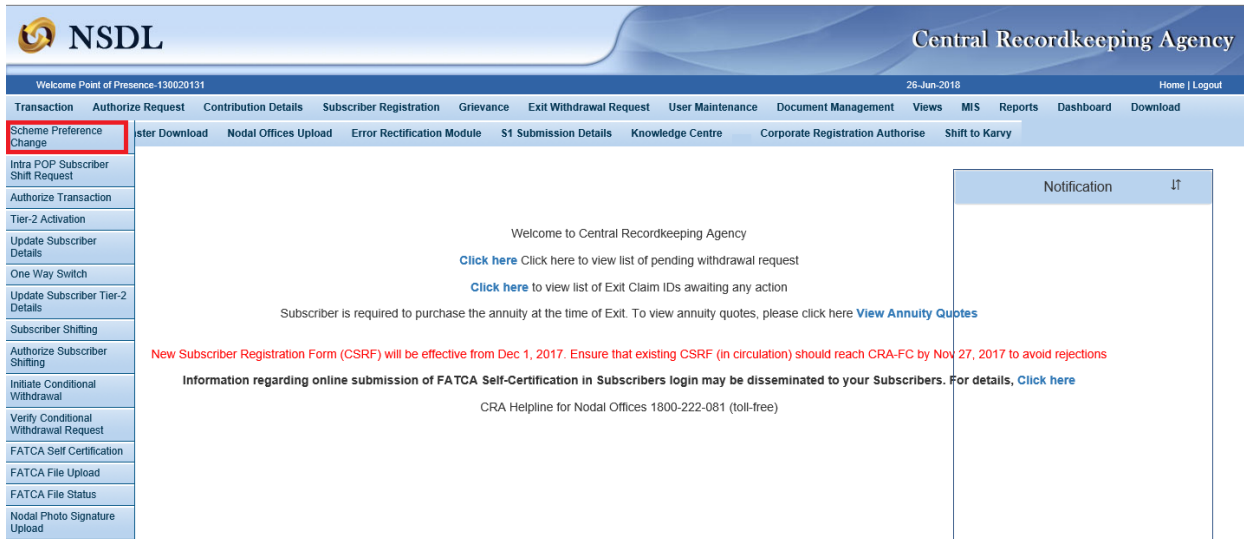 NSDL
Central Recordkeeping Agency
Welcome Point of Presence-130020131
26-Jun-2018
Home | Logout
Transaction Authorize Request Contribution Details Subscriber Registration Grievance Exit Withdrawal Request User Maintenance Document Management Views MIS Reports Dashboard Download
ster Download Nodal Offices Upload Error Rectification Module S1 Submission Details Knowledge Centre Corporate Registration Authorise Shift to Karvy
Scheme Preference
Change
Intra POP Subscriber
Shift Request
Authorize Transaction
Tier-2 Activation
Update Subscriber
Details
One Way Switch
Update Subscriber Tier-2
Details
Subscriber Shifting
Authorize Subscriber
Shifting
Initiate Conditional
Withdrawal
Verify Conditional
Withdrawal Request
FATCA Self Certification
FATCA File Upload
FATCA File Status
Nodal Photo Signature
Upload
Notification
Welcome to Central Recordkeeping Agency
Click here Click here to view list of pending withdrawal request
Click here to view list of Exit Claim IDs awaiting any action
Subscriber is required to purchase the annuity at the time of Exit. To view annuity quotes, please click here View Annuity Quotes
New Subscriber Registration Form (CSRF) will be effective from Dec 1, 2017. Ensure that existing CSRF (in circulation) should reach CRA-FC by Nov 27, 2017 to avoid rejections
Information regarding online submission of FATCA Self-Certification in Subscribers login may be disseminated to your Subscribers. For details, Click here
CRA Helpline for Nodal Offices 1800-222-081 (toll-free)